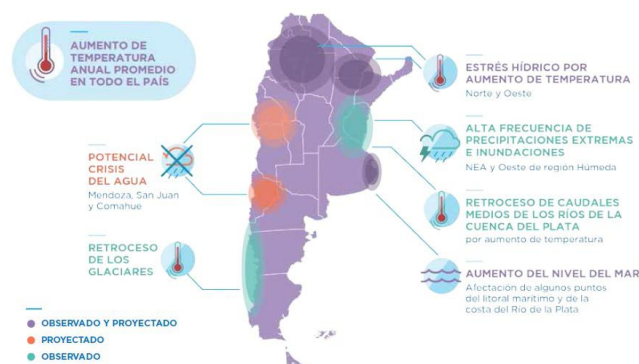 AUMENTO DE
TEMPERATURA
ANUAL PROMEDIO
EN TODO EL PAÍS
ESTRÉS HÍDRICO POR
AUMENTO DE TEMPERATURA
Norte y Oeste
ALTA FRECUENCIA DE
PRECIPITACIONES EXTREMAS
E INUNDACIONES
NEA y Oeste de región Húmeda
POTENCIAL
CRISIS
DEL AGUA
Mendoza, San Juan
y Comahue
RETROCESO DE CAUDALES
MEDIOS DE LOS RÍOS DE LA
CUENCA DEL PLATA
por aumento de temperatura
RETROCESO
DE LOS
GLACIARES
AUMENTO DEL NIVEL DEL MAR
Afectación de algunos puntos
del litoral marítimo y de la
costa del Río de la Plata
OBSERVADO Y PROYECTADO
PROYECTADO
OBSERVADO